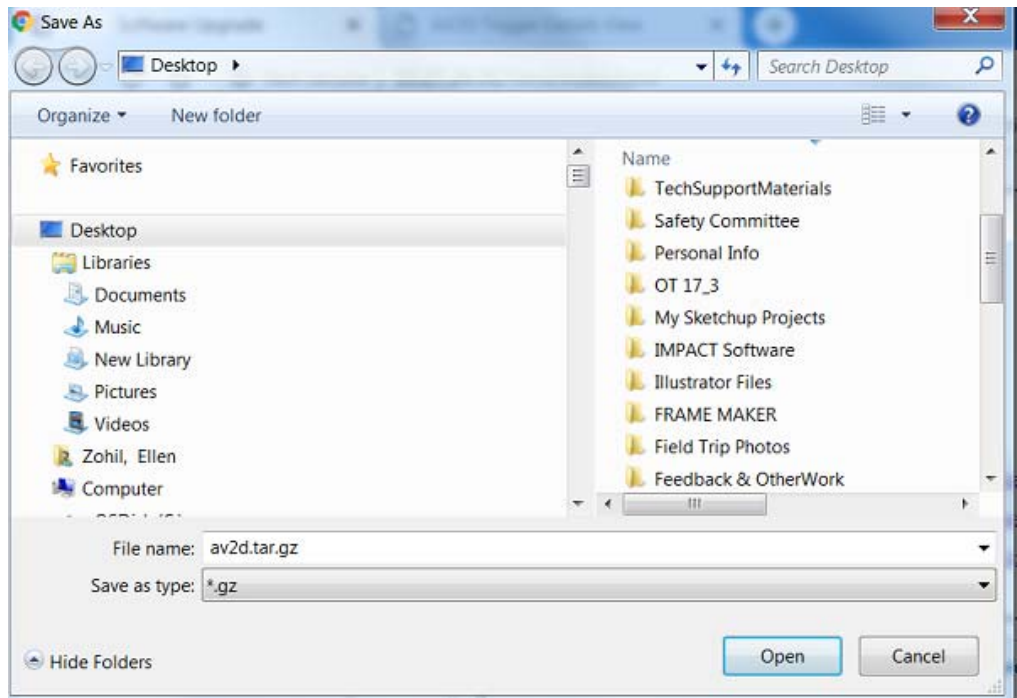 Save As
Desktop
Search Desktop
Organize
New folder
Favorites
Desktop
Libraries
Documents
Music
New Library
Pictures
Videos
Zohil, Ellen
Computer
Name
TechSupportMaterials
Safety Committee
Personal Info
OT 17_3
My Sketchup Projects
IMPACT Software
Illustrator Files
FRAME MAKER
Field Trip Photos
Feedback & OtherWork
File name: av2d.tar.gz
Save as type: *.gz
Hide Folders
Open
Cancel